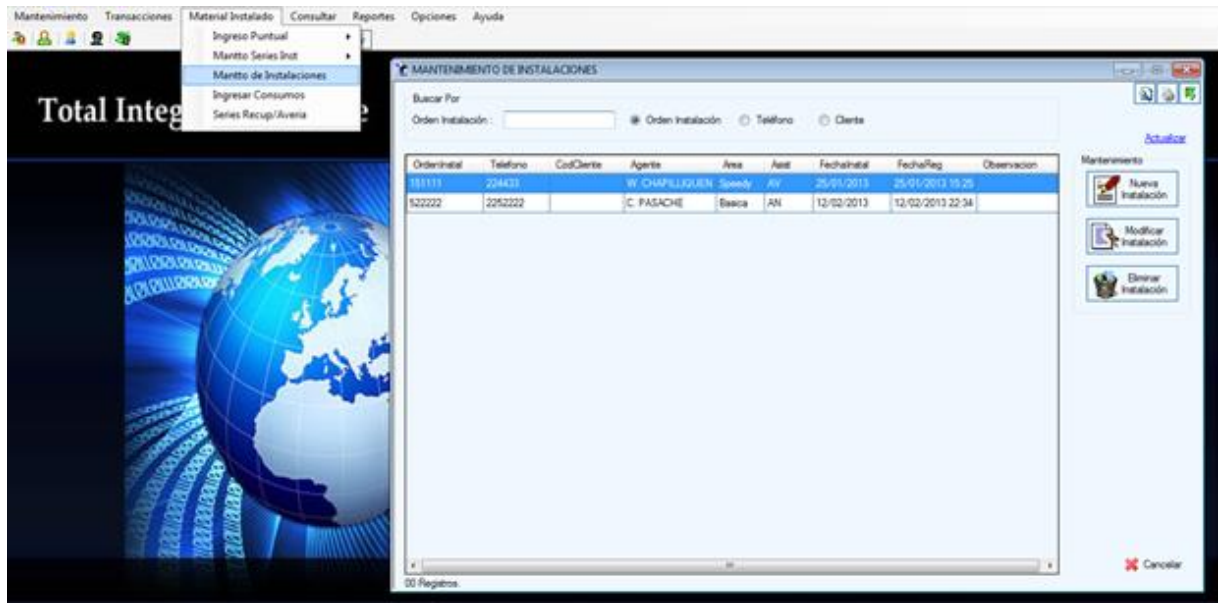 Mantenimiento Transacciones Material Instalado Consultar Reportes Opciones Ayuda
Ingreso Puntual
Mantto Series Inst
Mantto de Instalaciones
Ingresar Consumos
Series Recup/Averia
Total Integ
MANTENIMIENTO DE INSTALACIONES
Buscar Por
Orden Instalación : Orden Instalación Teléfono Cliente
Actualizar
OrdenInstal Telefono CodCliente Agente Area Asist FechaInstal FechaReg Observacion
151111 224433 W. CHAPILLIQUEN Speedy AV 25/01/2013 25/01/2013 15:25
522222 2252222 C. PASACHE Basica AN 12/02/2013 12/02/2013 22:34
Mantenimiento
Nueva Instalación
Modificar Instalación
Eliminar Instalación
Cancelar
00 Registros.